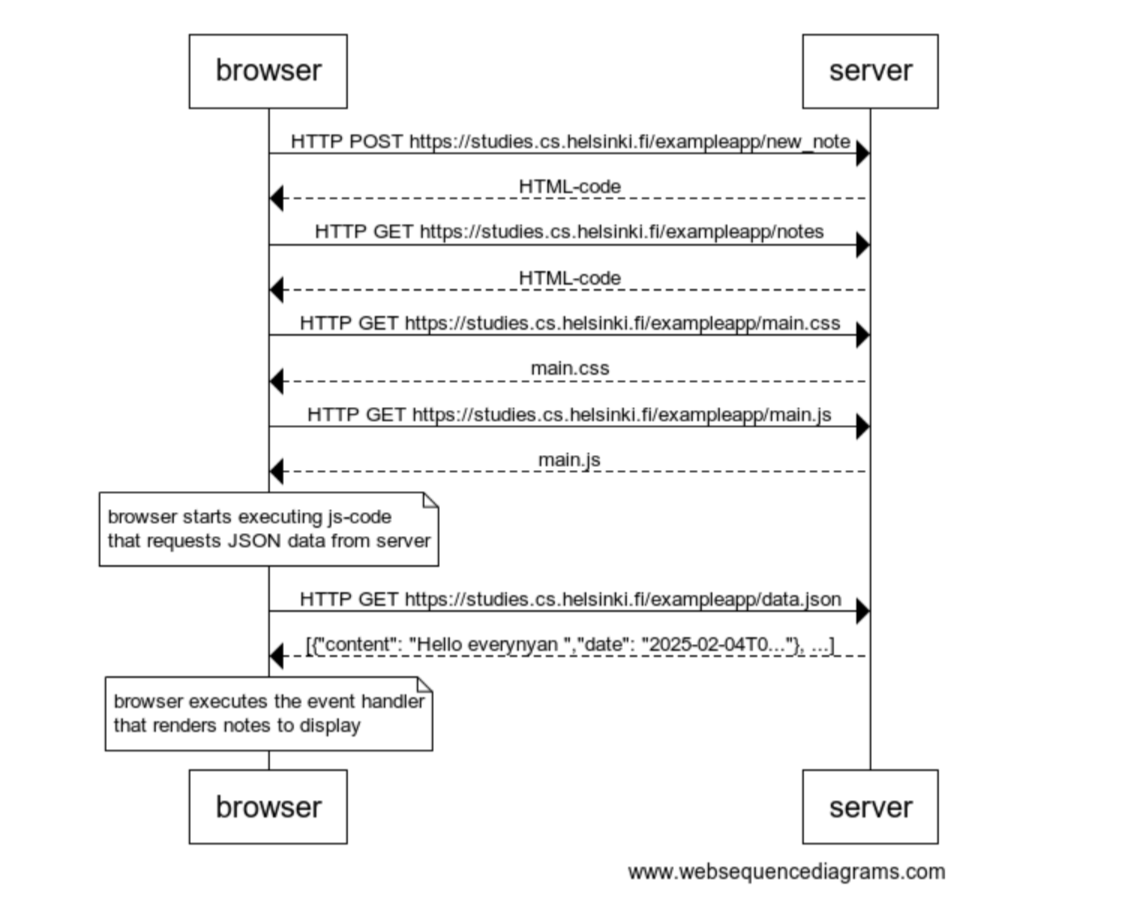 browser
server
HTTP POST https://studies.cs.helsinki.fi/exampleapp/new_note
HTML-code
HTTP GET https://studies.cs.helsinki.fi/exampleapp/notes
HTML-code
HTTP GET https://studies.cs.helsinki.fi/exampleapp/main.css
main.css
HTTP GET https://studies.cs.helsinki.fi/exampleapp/main.js
main.js
browser starts executing js-code
that requests JSON data from server
HTTP GET https://studies.cs.helsinki.fi/exampleapp/data.json
[{"content": "Hello everynyan ","date": "2025-02-04T0..."}, ...]
browser executes the event handler
that renders notes to display
browser
server
www.websequencediagrams.com